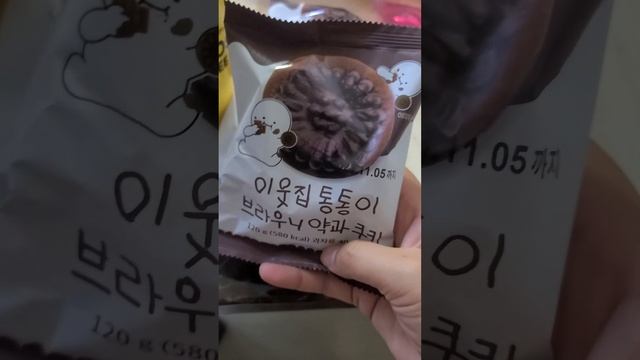 11.05 까지
이웃집 통통이
브라우니 약과 쿠키
120 g (580 kcal)